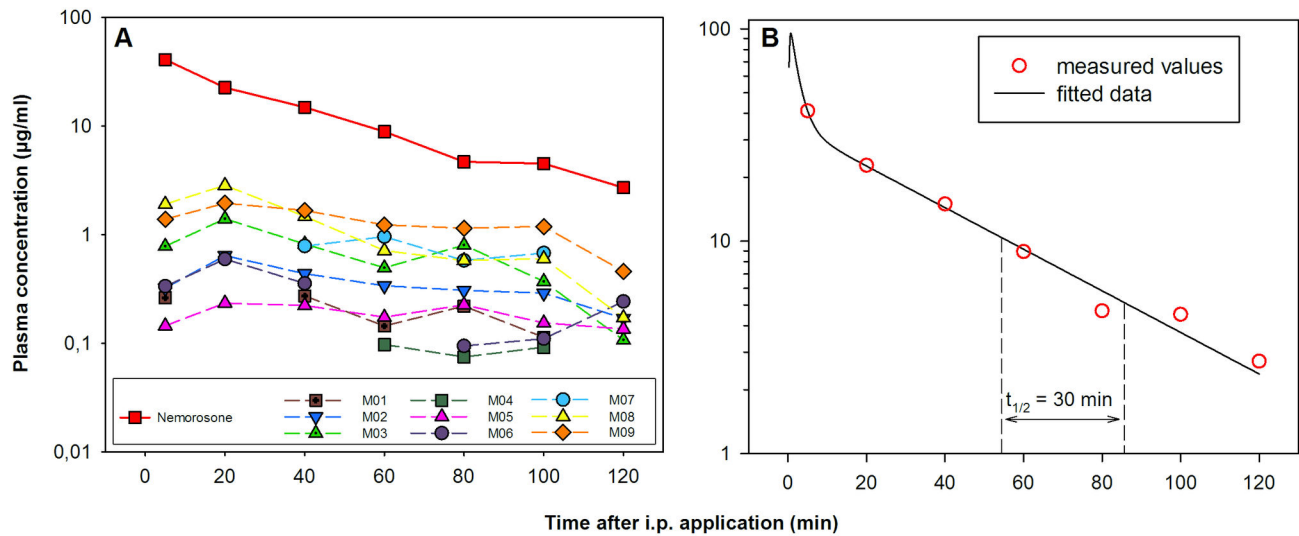 A
Plasma concentration (µg/ml)
100
10
1
0,1
0,01
0 20 40 60 80 100 120
Nemorosone
M01 M04 M07
M02 M05 M08
M03 M06 M09
B
100
10
1
0 20 40 60 80 100 120
measured values
fitted data
t1/2 = 30 min
Time after i.p. application (min)